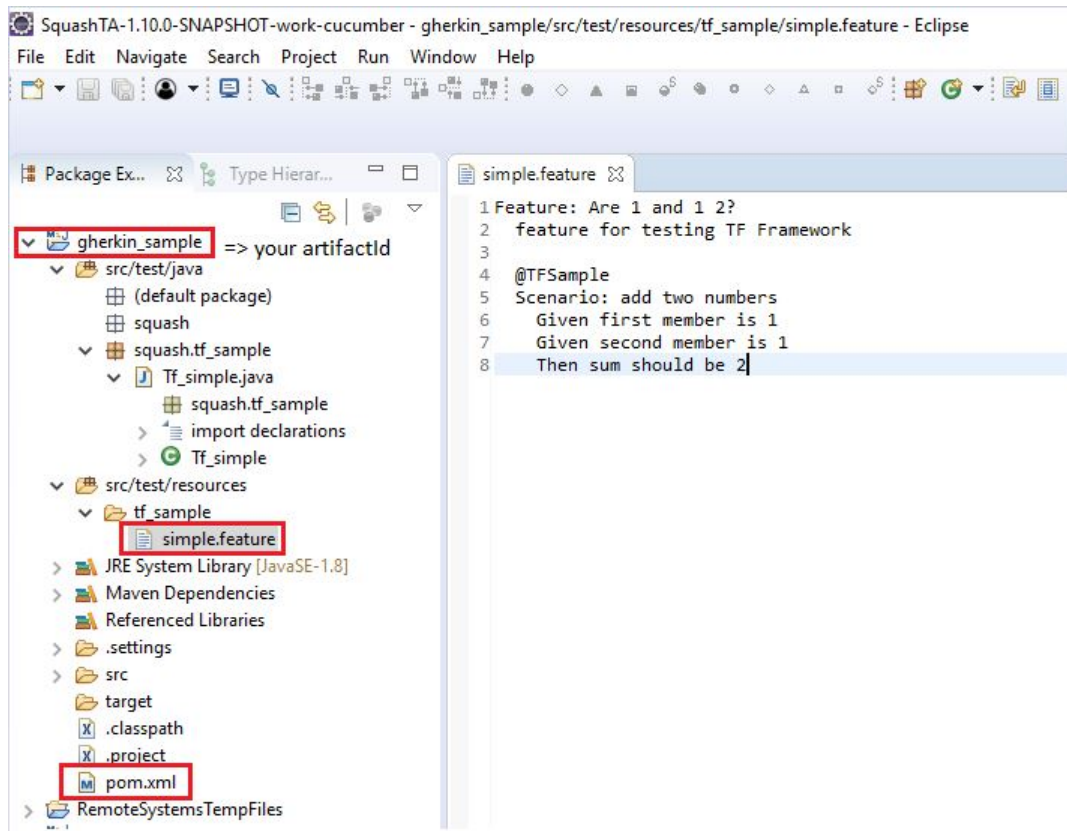 SquashTA-1.10.0-SNAPSHOT-work-cucumber - gherkin_sample/src/test/resources/tf_sample/simple.feature - Eclipse
File Edit Navigate Search Project Run Window Help
Package Ex... Type Hierar...
gherkin_sample => your artifactId
src/test/java
(default package)
squash
squash.tf_sample
Tf_simple.java
squash.tf_sample
import declarations
Tf_simple
src/test/resources
tf_sample
simple.feature
JRE System Library [JavaSE-1.8]
Maven Dependencies
Referenced Libraries
.settings
src
target
.classpath
.project
pom.xml
RemoteSystemsTempFiles
simple.feature
1 Feature: Are 1 and 1 2?
2 feature for testing TF Framework
3
4 @TFSample
5 Scenario: add two numbers
6 Given first member is 1
7 Given second member is 1
8 Then sum should be 2